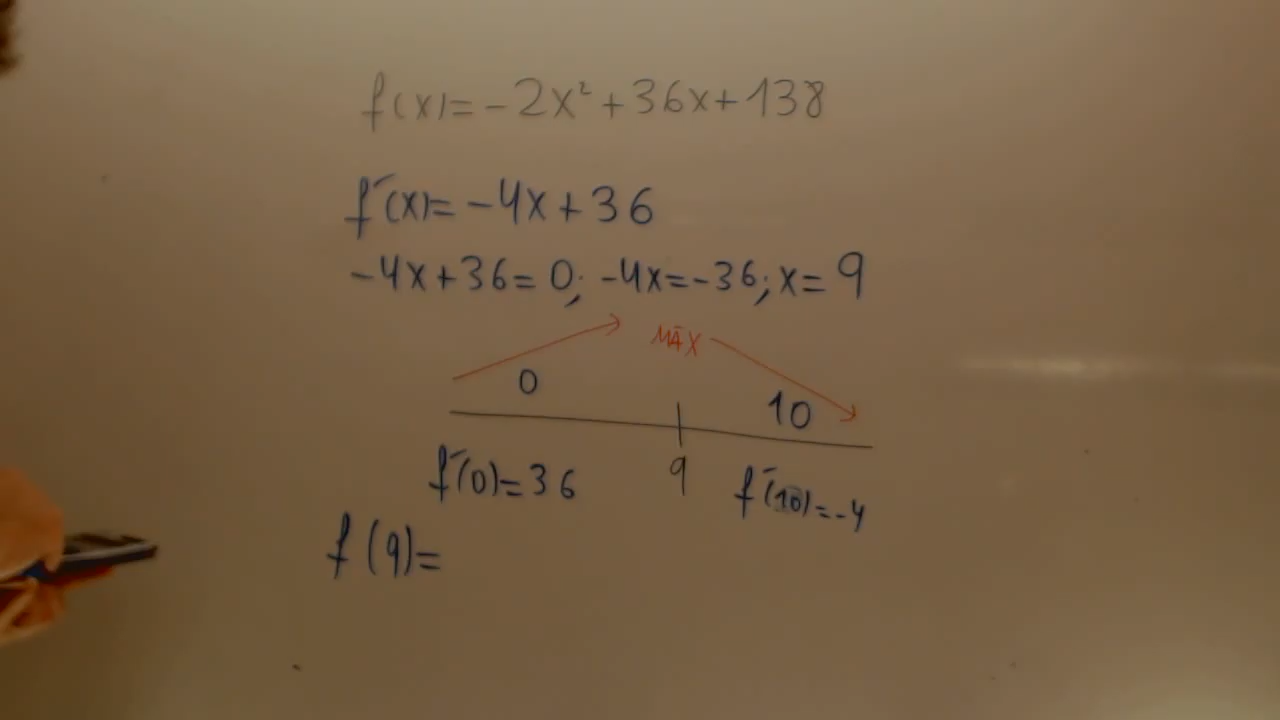 f(x)=-2x²+36x+138
f´(x)=-4x+36
-4x+36=0; -4x=-36; x=9
MÁX
0
10
9
f´(0)=36
f´(10)=-4
f(9)=